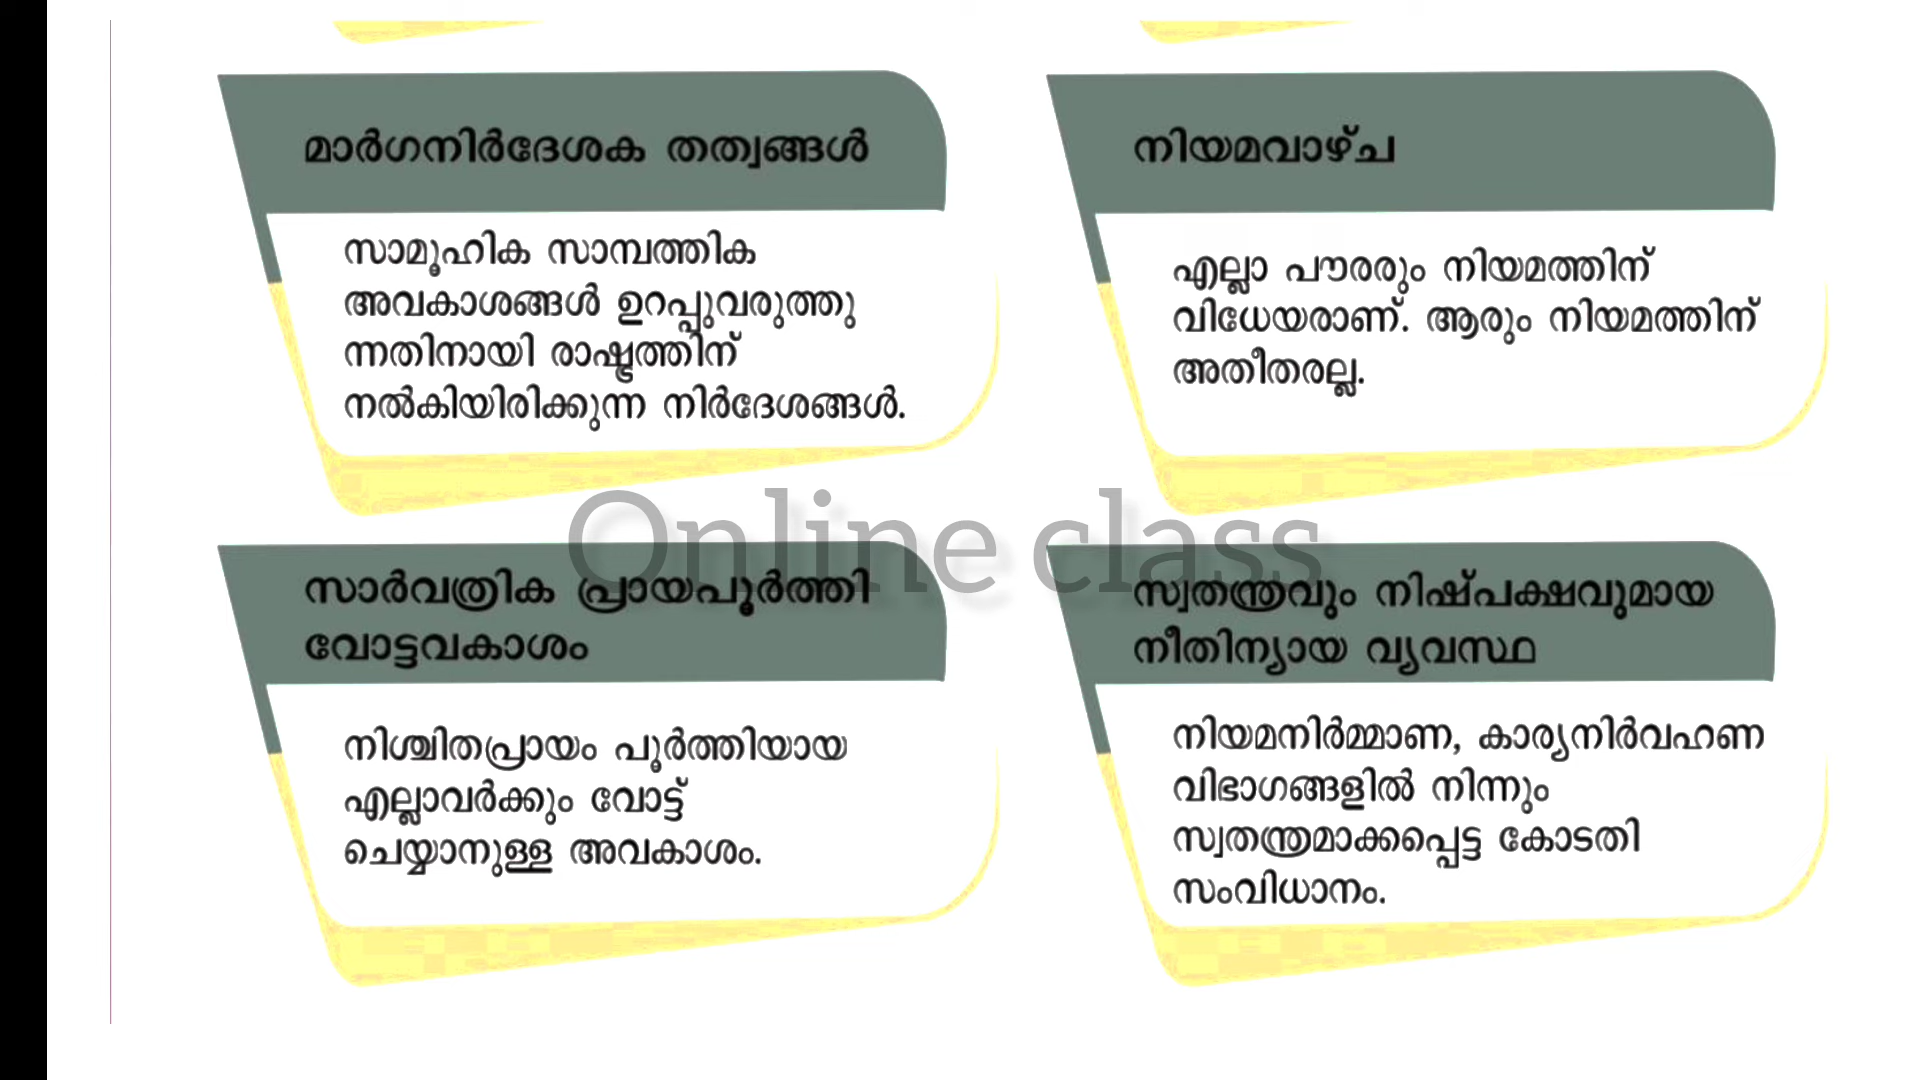 മാർഗനിർദേശക തത്വങ്ങൾ
സാമൂഹിക സാമ്പത്തിക
അവകാശങ്ങൾ ഉറപ്പുവരുത്തു
ന്നതിനായി രാഷ്ട്രത്തിന്
നൽകിയിരിക്കുന്ന നിർദേശങ്ങൾ.
നിയമവാഴ്ച
എല്ലാ പൗരരും നിയമത്തിന്
വിധേയരാണ്. ആരും നിയമത്തിന്
അതീതരല്ല.
Online class
സാർവത്രിക പ്രായപൂർത്തി
വോട്ടവകാശം
നിശ്ചിതപ്രായം പൂർത്തിയായ
എല്ലാവർക്കും വോട്ട്
ചെയ്യാനുള്ള അവകാശം.
സ്വതന്ത്രവും നിഷ്പക്ഷവുമായ
നീതിന്യായ വ്യവസ്ഥ
നിയമനിർമ്മാണ, കാര്യനിർവഹണ
വിഭാഗങ്ങളിൽ നിന്നും
സ്വതന്ത്രമാക്കപ്പെട്ട കോടതി
സംവിധാനം.